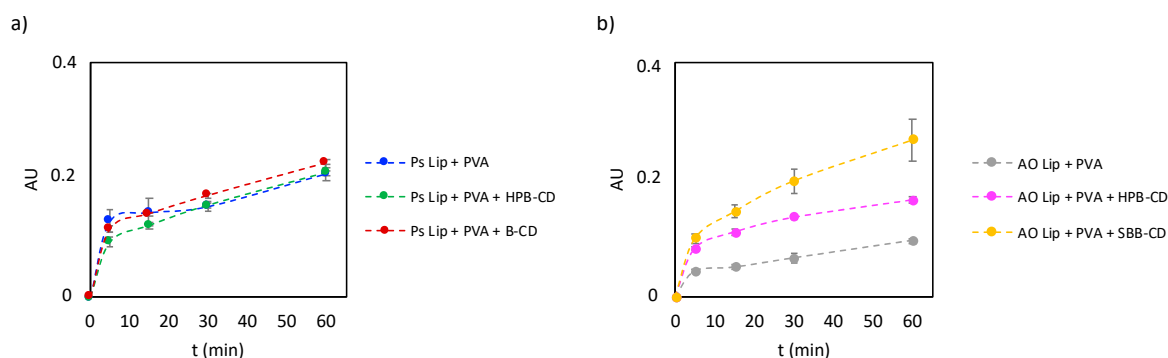 a)
0.4
0.2
0
AU
0 10 20 30 40 50 60
t (min)
Ps Lip + PVA
Ps Lip + PVA + HPB-CD
Ps Lip + PVA + B-CD
b)
0.4
0.2
0
AU
0 10 20 30 40 50 60
t (min)
AO Lip + PVA
AO Lip + PVA + HPB-CD
AO Lip + PVA + SBB-CD